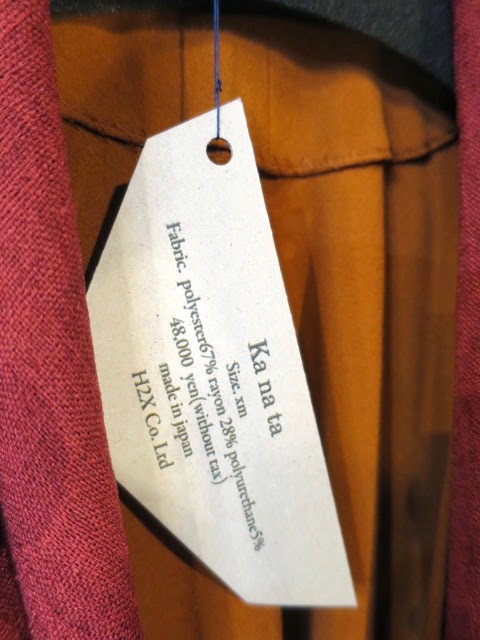 Ka na ta
Size. xm
Fabric. polyester67% rayon 28% polyurethane5%
48,000 yen(without tax)
made in japan
H2X Co.Ltd